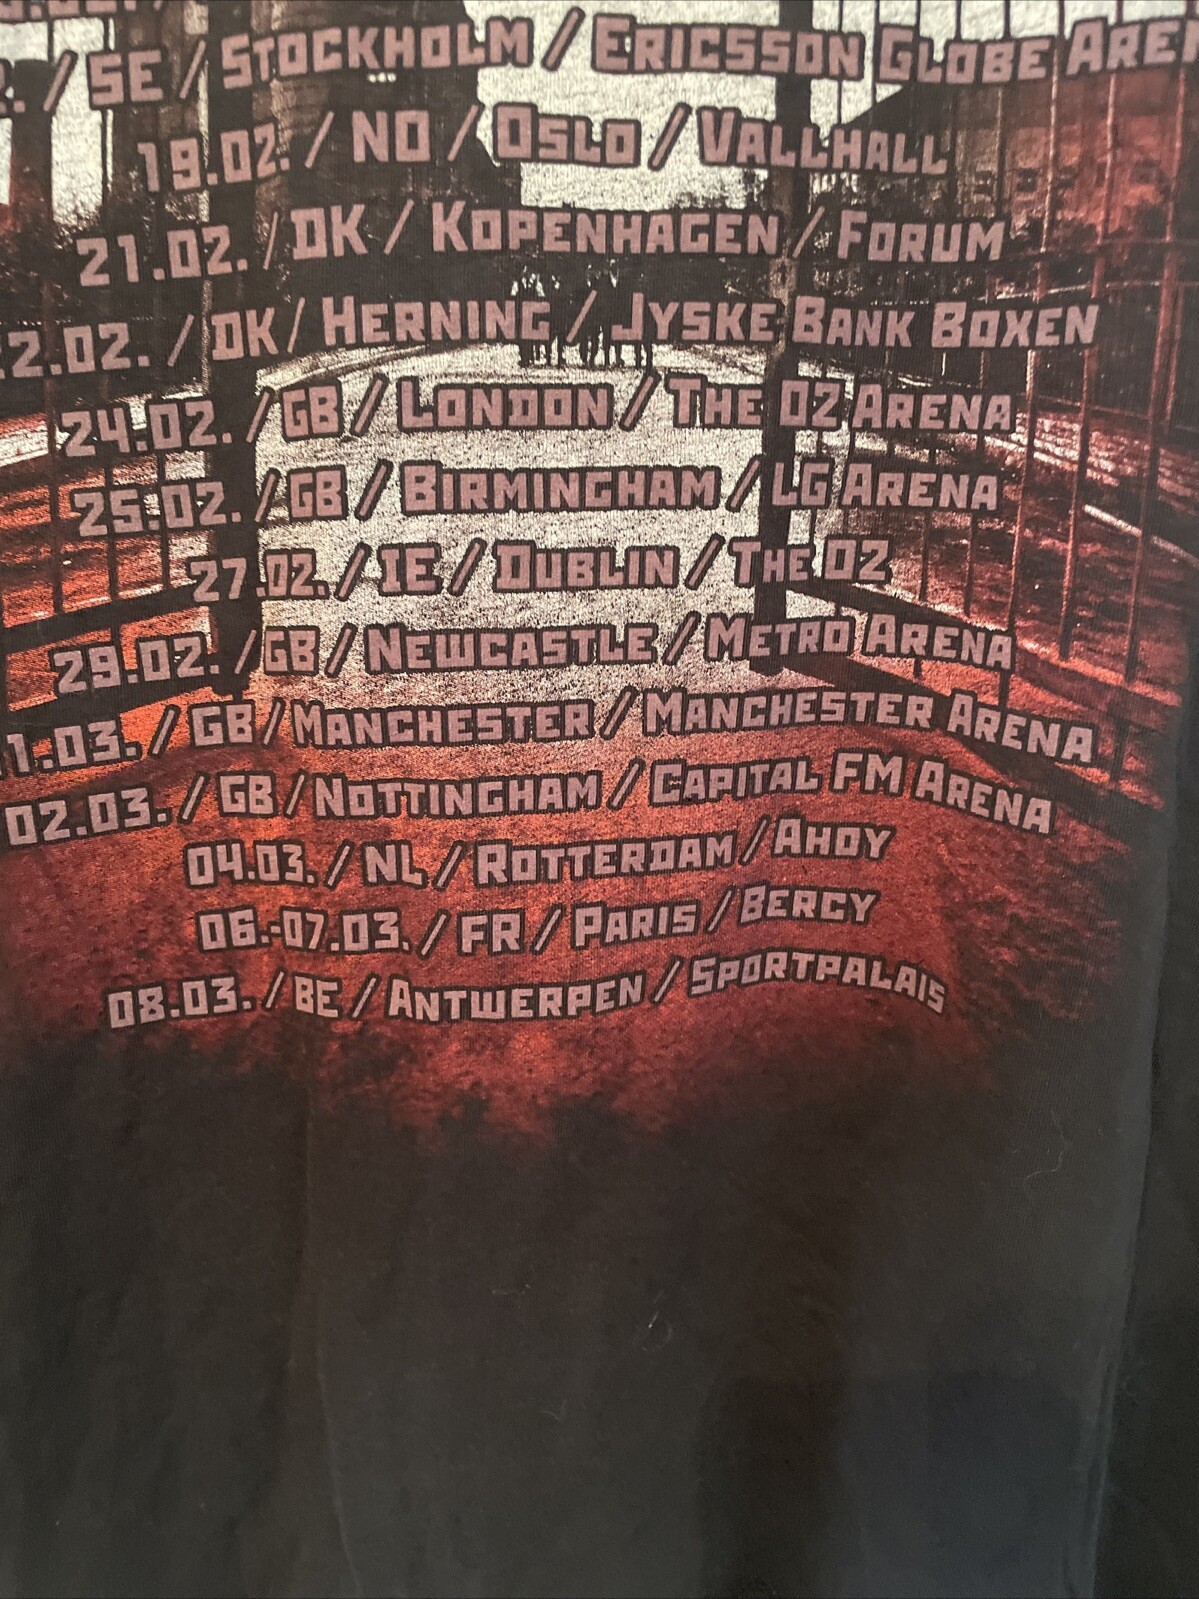 / SE / Stockholm / Ericsson Globe
19.02. / NO / Oslo / Vallhall
21.02. / DK / Kopenhagen / Forum
2.02. / DK / Herning / Jyske Bank Boxen
24.02. / GB / London / The O2 Arena
25.02. / GB / Birmingham / LG Arena
27.02. / IE / Dublin / The O2
29.02. / GB / Newcastle / Metro Arena
1.03. / GB / Manchester / Manchester Arena
02.03. / GB / Nottingham / Capital FM Arena
04.03. / NL / Rotterdam / Ahoy
06.-07.03. / FR / Paris / Bercy
08.03. / BE / Antwerpen / Sportpalais